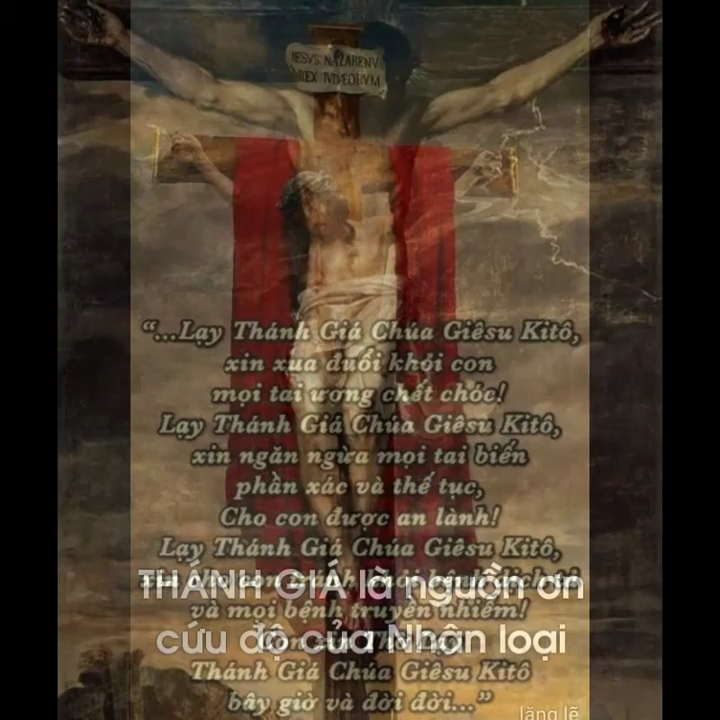 IESVS NAZARENV
REX IVDÆORVM
“...Lạy Thánh Giá Chúa Giêsu Kitô,
xin xua đuổi khỏi con
mọi tai ương chết chóc!
Lạy Thánh Giá Chúa Giêsu Kitô,
xin ngăn ngừa mọi tai biến
phần xác và thế tục,
Cho con được an lành!
Lạy Thánh Giá Chúa Giêsu Kitô,
THÁNH GIÁ là nguồn ơn
và mọi bệnh truyền nhiễm!
cứu độ của Nhân loại
Thánh Giá Chúa Giêsu Kitô
bây giờ và đời đời...”
lặng lẽ